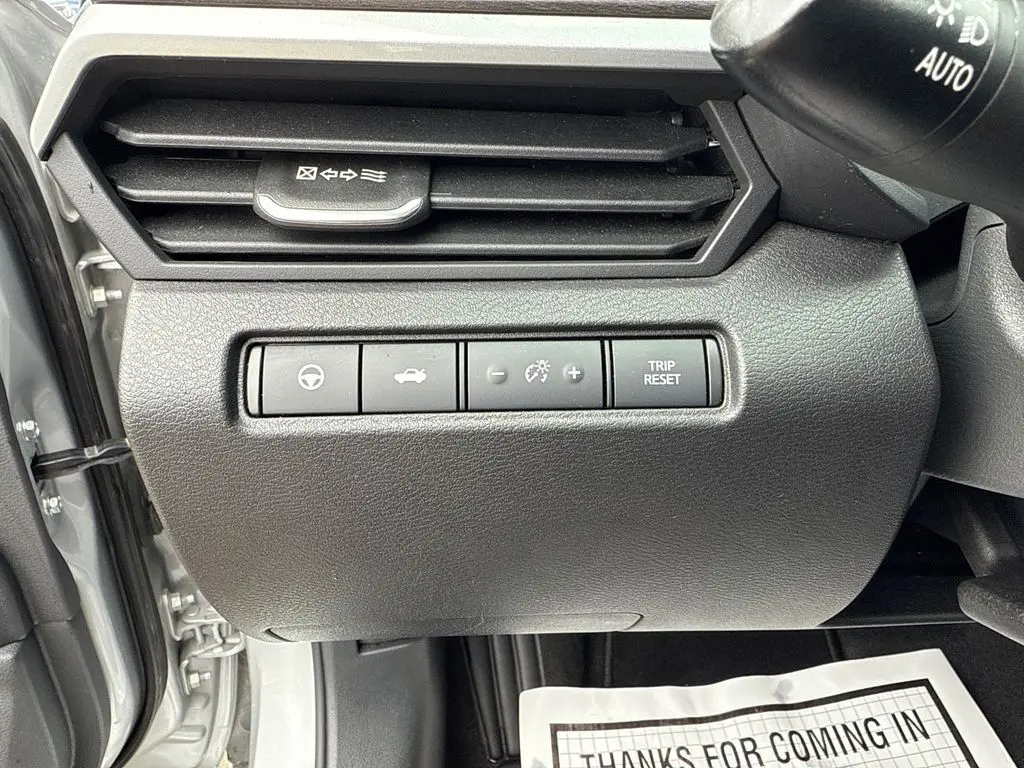 AUTO
TRIP
RESET
THANKS FOR COMING IN